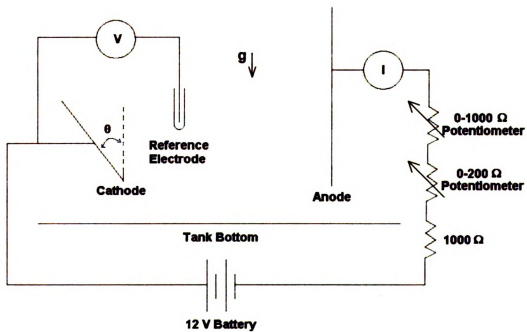 V
g
I
θ
Reference
Electrode
0-1000 Ω
Potentiometer
0-200 Ω
Potentiometer
Cathode
Anode
1000 Ω
Tank Bottom
12 V Battery